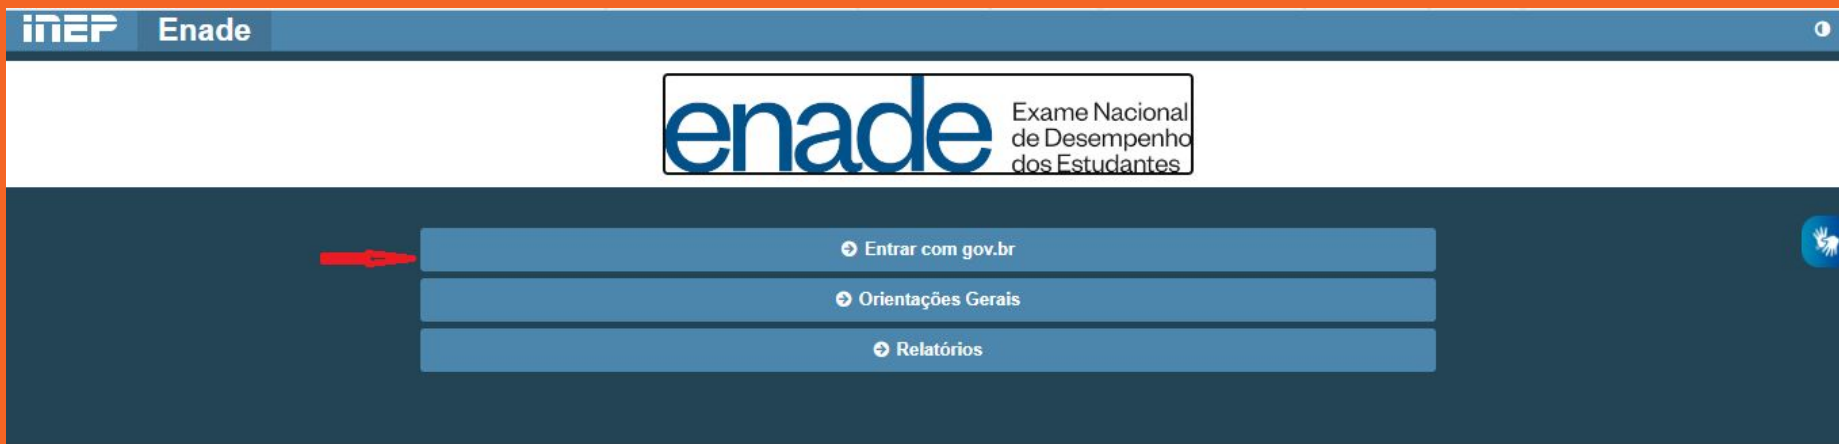 inep Enade
enade Exame Nacional
de Desempenho
dos Estudantes
Entrar com gov.br
Orientações Gerais
Relatórios